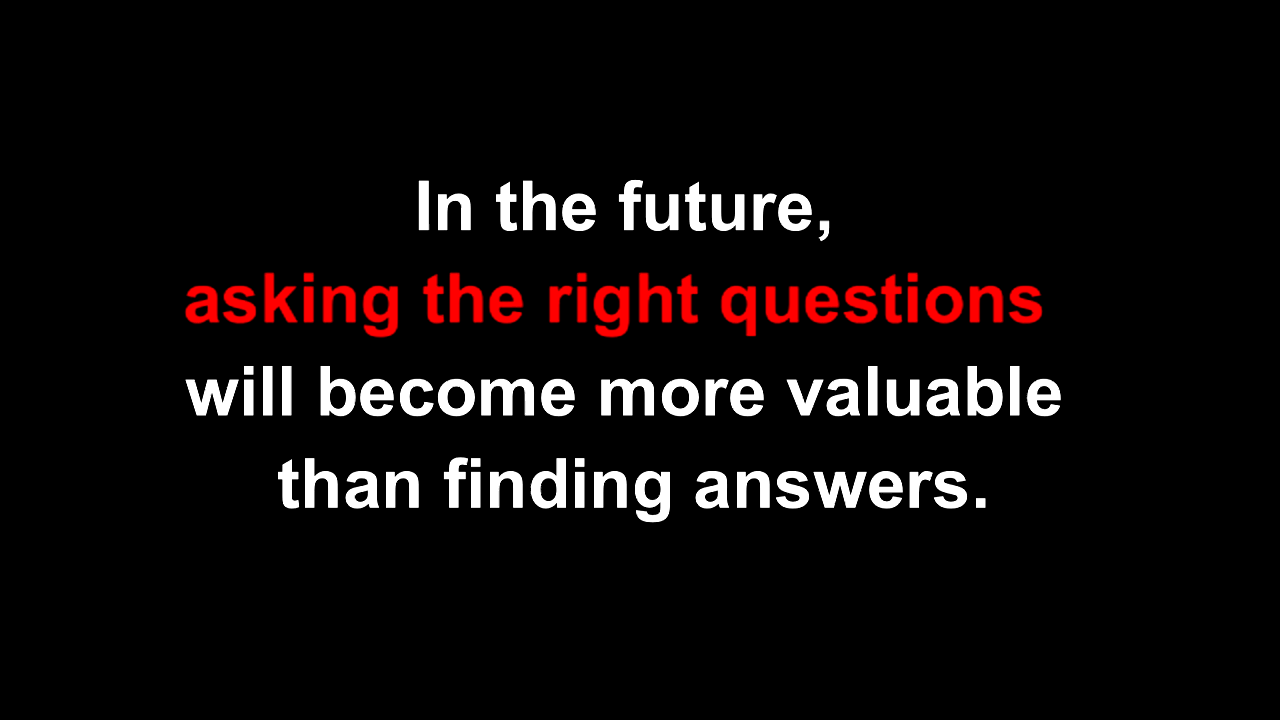 In the future,
asking the right questions
will become more valuable
than finding answers.